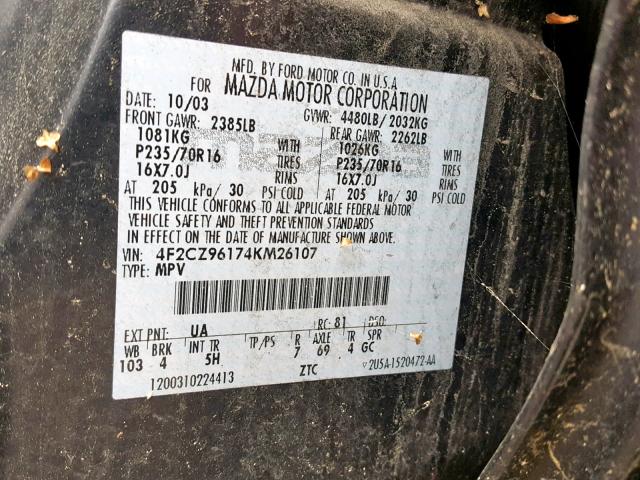 MFD. BY FORD MOTOR CO. IN U.S.A
FOR MAZDA MOTOR CORPORATION
DATE: 10/03 GVWR: 4480LB/ 2032KG
FRONT GAWR: 2385LB REAR GAWR: 2262LB
1081KG WITH 1026KG WITH
P235/70R16 TIRES P235/70R16 TIRES
16X7.0J RIMS 16X7.0J RIMS
AT 205 kPa/ 30 PSI COLD AT 205 kPa/ 30 PSI COLD
THIS VEHICLE CONFORMS TO ALL APPLICABLE FEDERAL MOTOR
VEHICLE SAFETY AND THEFT PREVENTION STANDARDS
IN EFFECT ON THE DATE OF MANUFACTURE SHOWN ABOVE.
VIN: 4F2CZ96174KM26107
TYPE: MPV
EXT PNT: UA RC: 81 DSO:
WB BRK INT TR TP/PS R AXLE TR SPR
103 4 5H 7 69 4 GC
1200310224413 ZTC V2U5A-1520472-AA